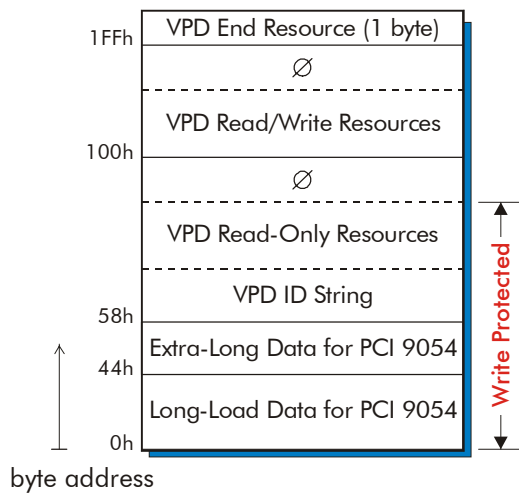 VPD End Resource (1 byte)
1FFh
Ø
VPD Read/Write Resources
100h
Ø
VPD Read-Only Resources
VPD ID String
58h
Extra-Long Data for PCI 9054
44h
Long-Load Data for PCI 9054
0h
byte address
Write Protected